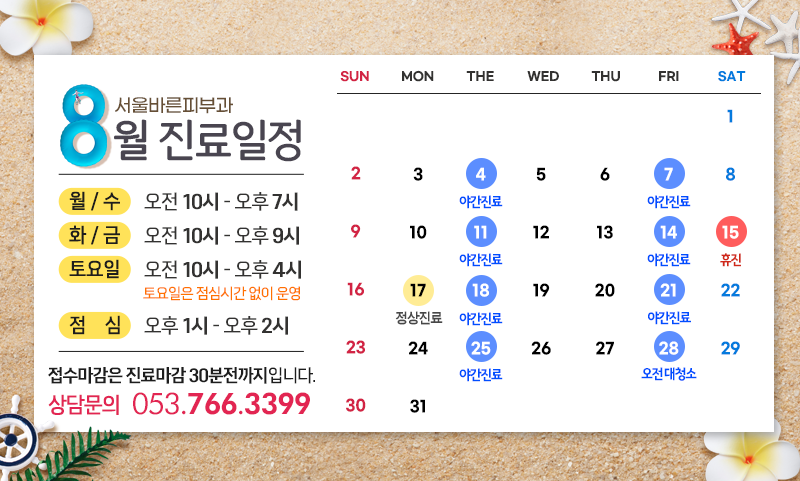 서울바른피부과
8월 진료일정
월 / 수 오전 10시 - 오후 7시
화 / 금 오전 10시 - 오후 9시
토요일 오전 10시 - 오후 4시
토요일은 점심시간 없이 운영
점 심 오후 1시 - 오후 2시
접수마감은 진료마감 30분전까지입니다.
상담문의 053.766.3399
SUN MON THE WED THU FRI SAT
1
2 3 4 5 6 7 8
야간진료 야간진료
9 10 11 12 13 14 15
야간진료 야간진료 휴진
16 17 18 19 20 21 22
정상진료 야간진료 야간진료
23 24 25 26 27 28 29
야간진료 오전 대청소
30 31